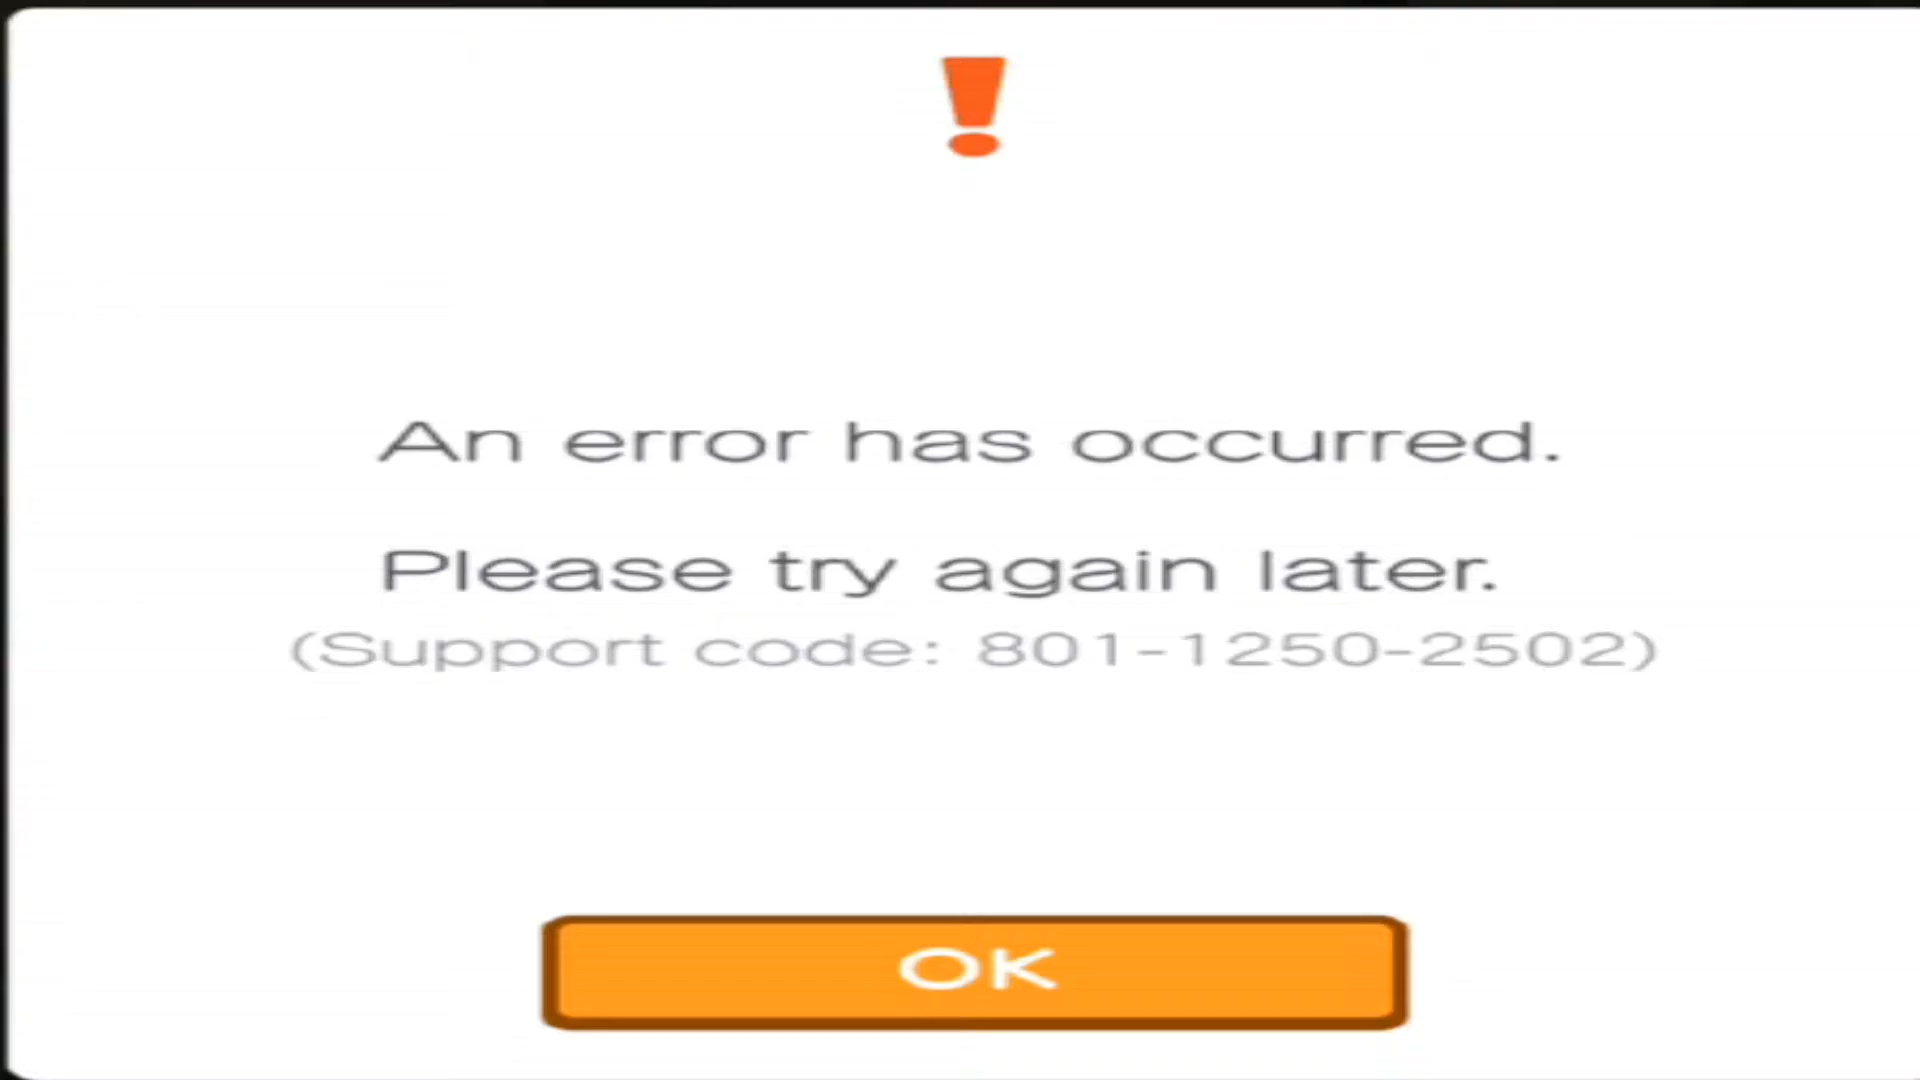 An error has occurred.
Please try again later.
(Support code: 801-1250-2502)
OK